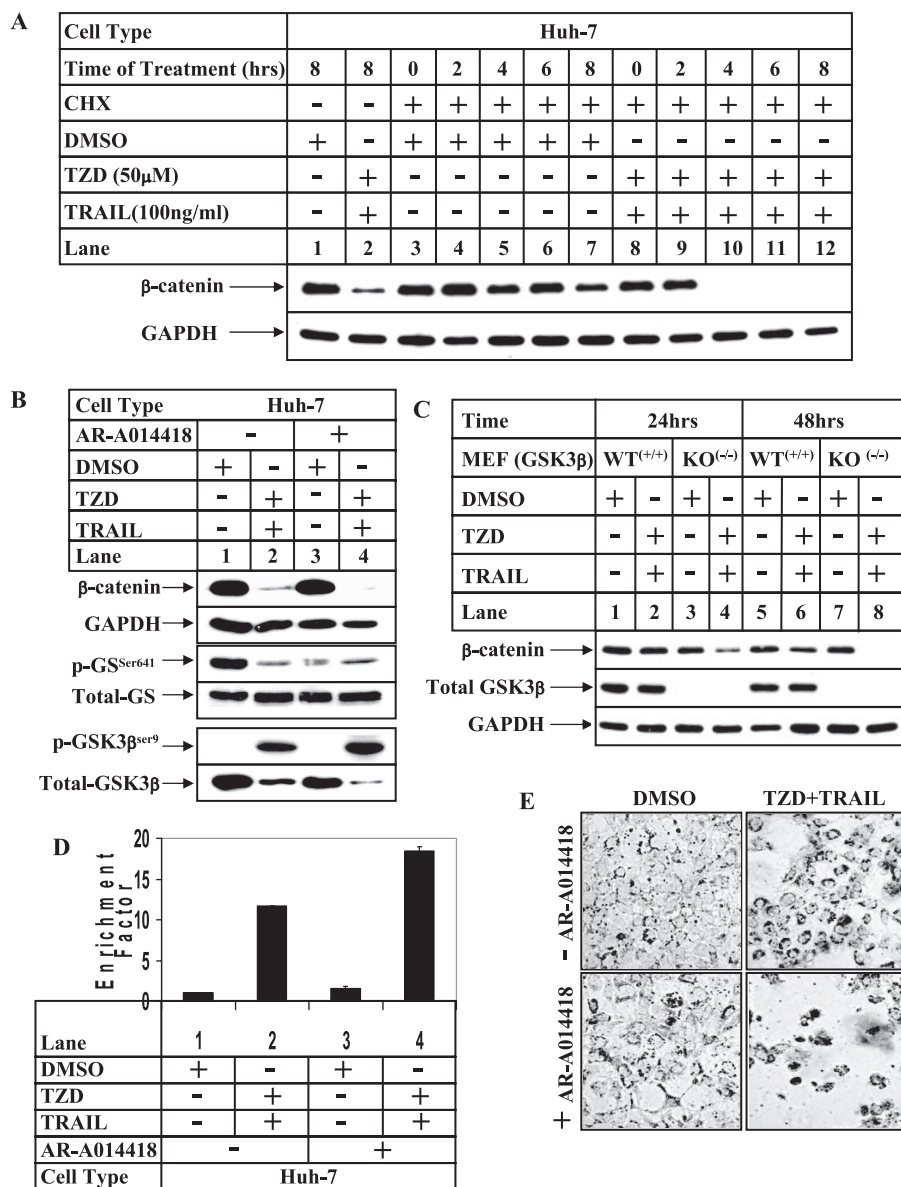 A
Cell Type Huh-7
Time of Treatment (hrs) 8 8 0 2 4 6 8 0 2 4 6 8
CHX - - + + + + + + + + + +
DMSO + - + + + + + - - - - -
TZD (50μM) - + - - - - - + + + + +
TRAIL(100ng/ml) - + - - - - - + + + + +
Lane 1 2 3 4 5 6 7 8 9 10 11 12
β-catenin
GAPDH
B
Cell Type Huh-7
AR-A014418 - +
DMSO + - + -
TZD - + - +
TRAIL - + - +
Lane 1 2 3 4
β-catenin
GAPDH
p-GSSer641
Total-GS
p-GSK3βser9
Total-GSK3β
C
Time 24hrs 48hrs
MEF (GSK3β) WT(+/+) KO(-/-) WT(+/+) KO (-/-)
DMSO + - + - + - + -
TZD - + - + - + - +
TRAIL - + - + - + - +
Lane 1 2 3 4 5 6 7 8
β-catenin
Total GSK3β
GAPDH
D
Enrichment
Factor
20
15
10
5
0
Lane 1 2 3 4
DMSO + - + -
TZD - + - +
TRAIL - + - +
AR-A014418 - +
Cell Type Huh-7
E
DMSO TZD+TRAIL
- AR-A014418
+ AR-A014418